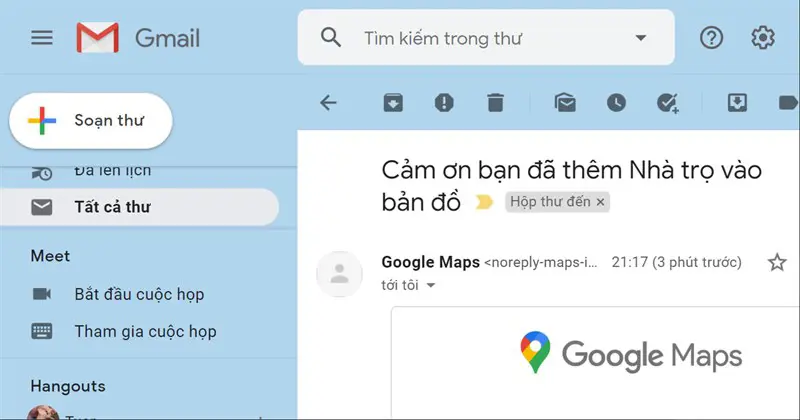 Gmail
Tìm kiếm trong thư
Soạn thư
Đã lên lịch
Tất cả thư
Meet
Bắt đầu cuộc họp
Tham gia cuộc họp
Hangouts
Cảm ơn bạn đã thêm Nhà trọ vào
bản đồ Hộp thư đến ×
Google Maps <noreply-maps-i... 21:17 (3 phút trước)
tới tôi
Google Maps